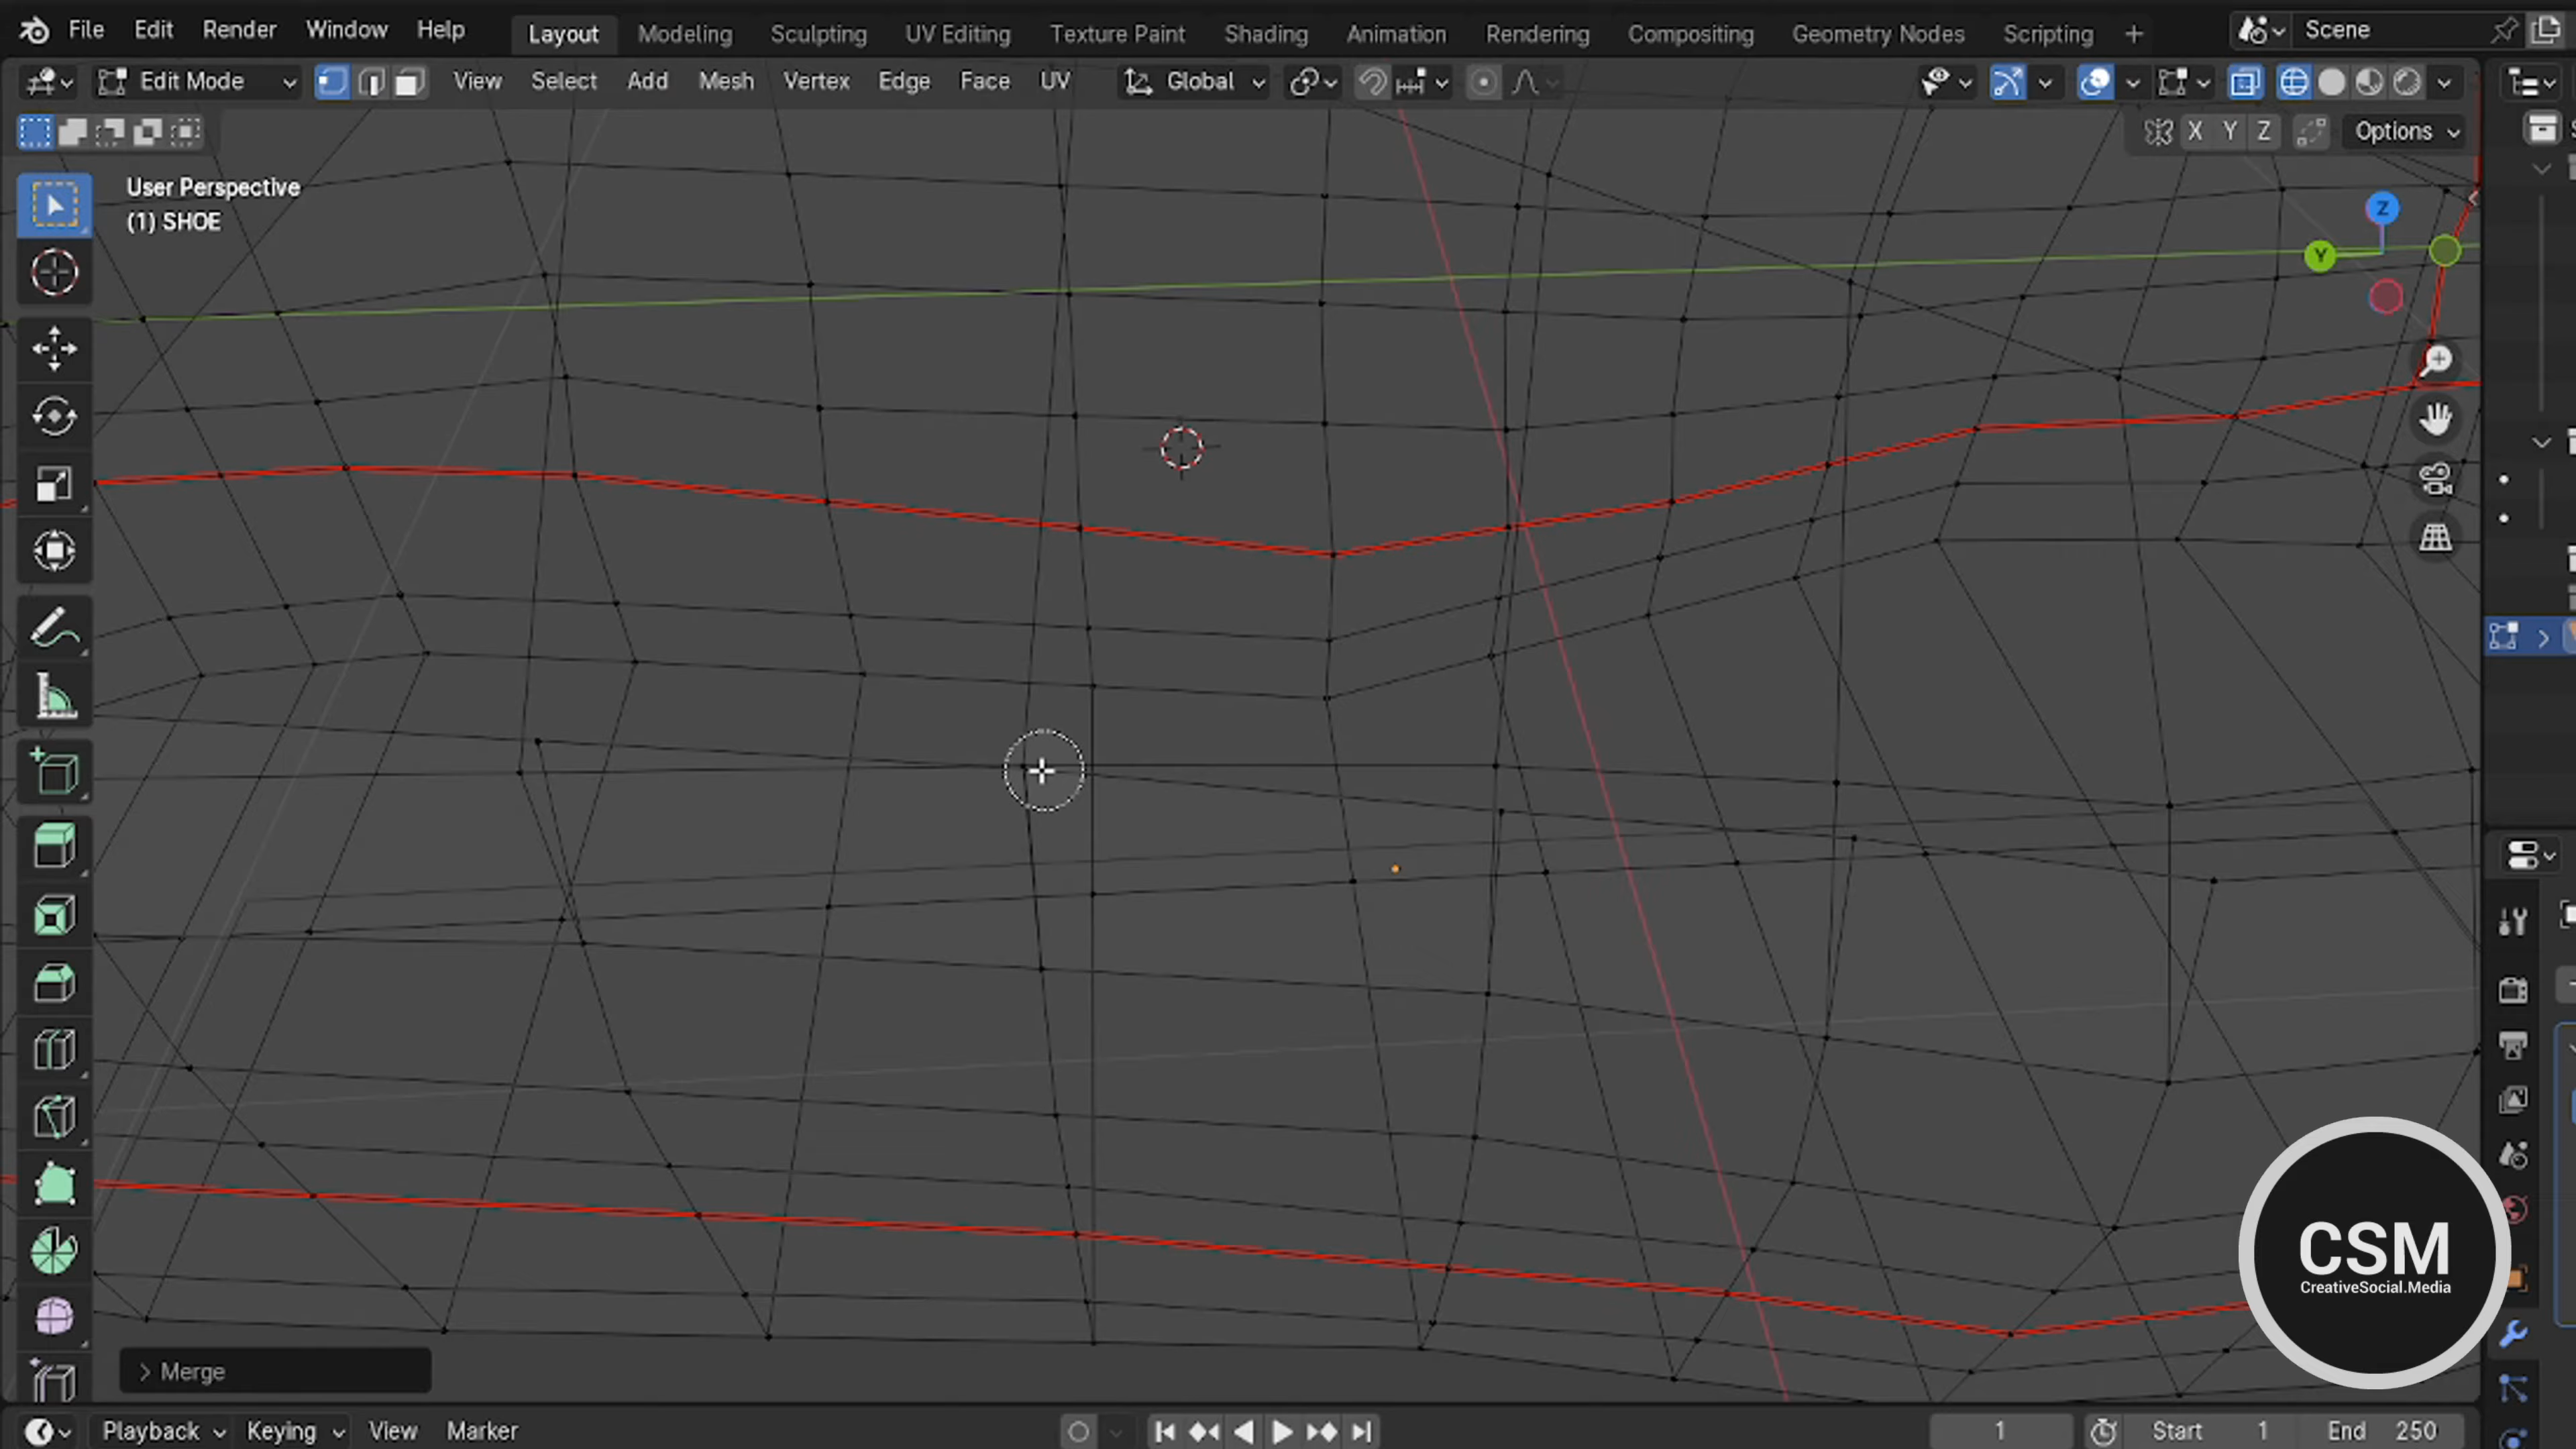 File Edit Render Window Help Layout Modeling Sculpting UV Editing Texture Paint Shading Animation Rendering Compositing Geometry Nodes Scripting + Scene
Edit Mode View Select Add Mesh Vertex Edge Face UV Global
X Y Z Options
User Perspective
(1) SHOE
Z
Y
CSM
CreativeSocial.Media
Merge
Playback Keying View Marker 1 Start 1 End 250